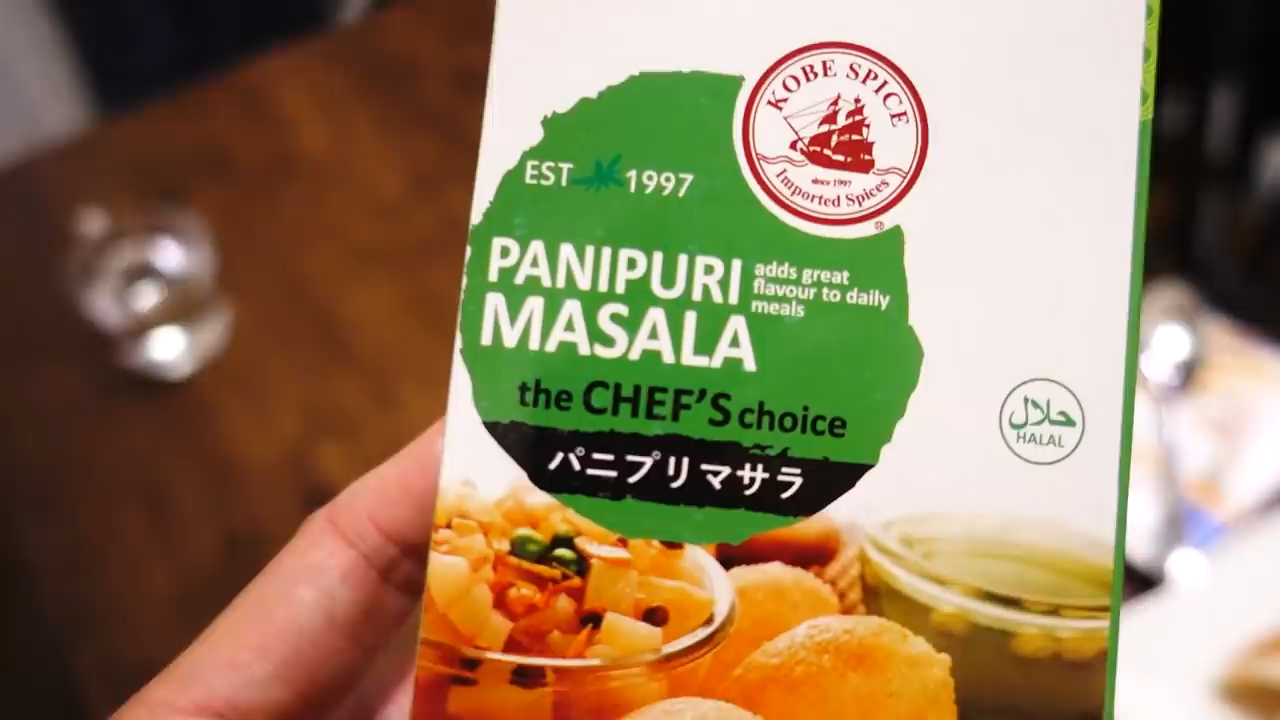 KOBE SPICE
since 1997
Imported Spices
®
EST 1997
PANIPURI
MASALA
adds great
flavour to daily
meals
the CHEF'S choice
パニプリマサラ
حلال
HALAL